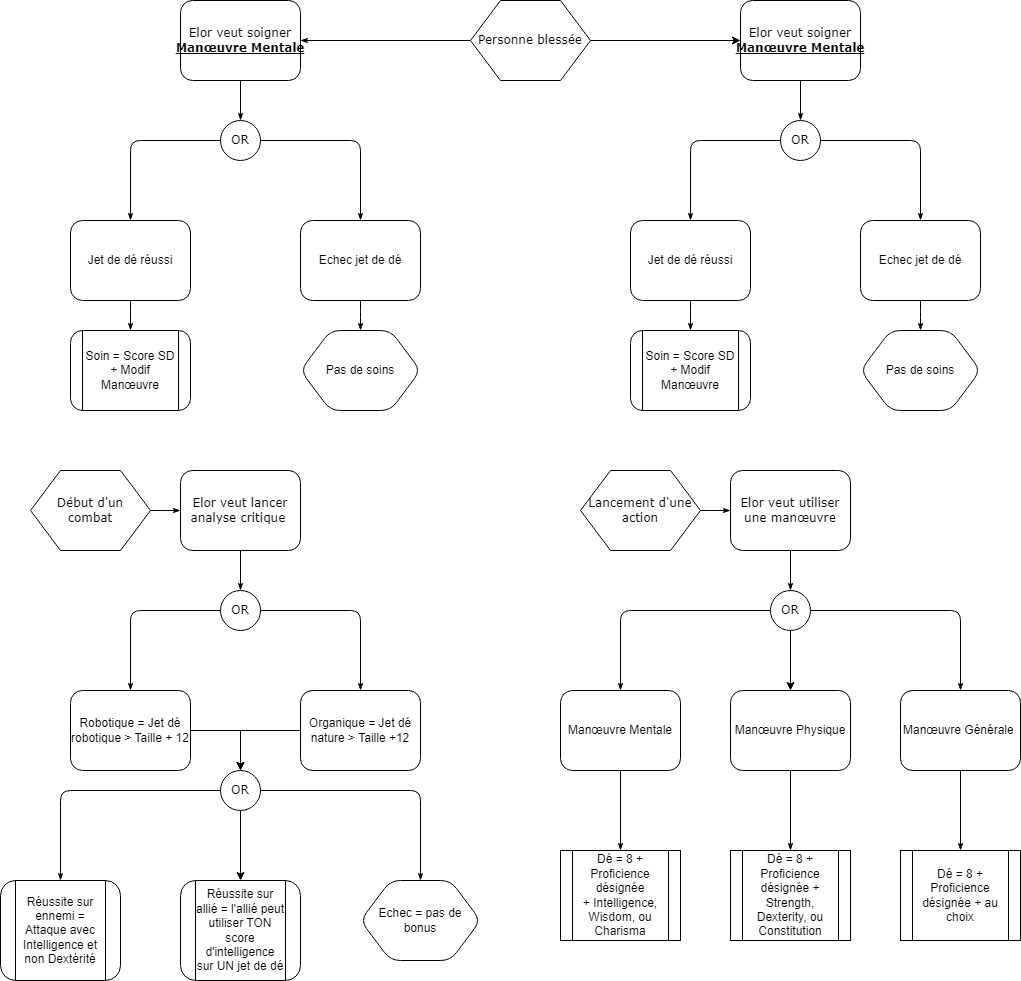 Elor veut soigner
Manœuvre Mentale
Personne blessée
Elor veut soigner
Manœuvre Mentale
OR
OR
Jet de dé réussi
Echec jet de dé
Jet de dé réussi
Echec jet de dé
Soin = Score SD
+ Modif
Manœuvre
Pas de soins
Soin = Score SD
+ Modif
Manœuvre
Pas de soins
Début d'un
combat
Elor veut lancer
analyse critique
OR
Robotique = Jet dé
robotique > Taille + 12
Organique = Jet dé
nature > Taille +12
OR
Réussite sur
ennemi =
Attaque avec
Intelligence et
non Dextérité
Réussite sur
allié = l'allié peut
utiliser TON
score
d'intelligence
sur UN jet de dé
Echec = pas de
bonus
Lancement d'une
action
Elor veut utiliser
une manœuvre
OR
Manœuvre Mentale
Manœuvre Physique
Manœuvre Générale
Dé = 8 +
Proficience
désignée
+ Intelligence,
Wisdom, ou
Charisma
Dé = 8 +
Proficience
désignée +
Strength,
Dexterity, ou
Constitution
Dé = 8 +
Proficience
désignée + au
choix